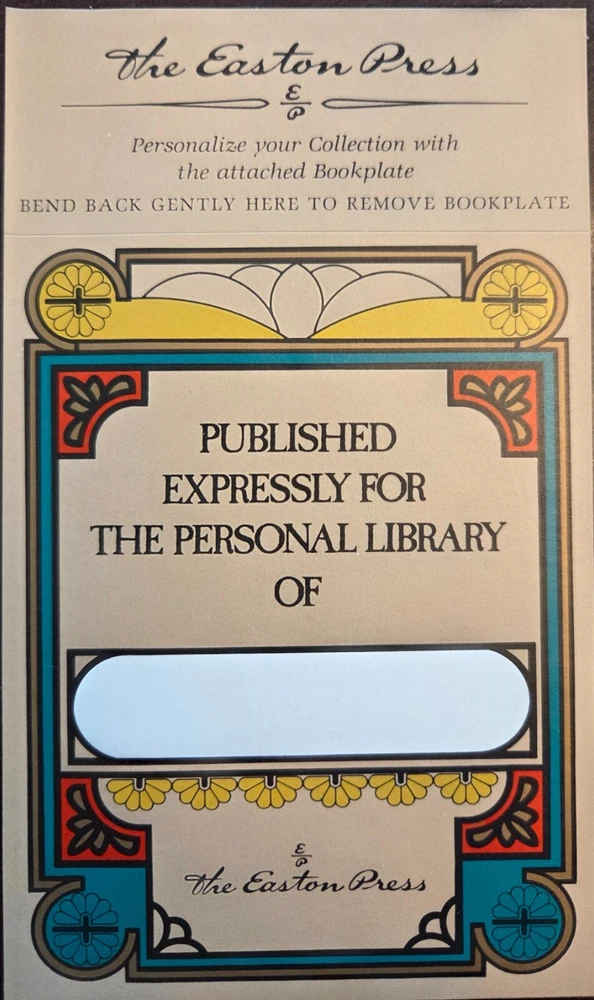 The Easton Press
E
P
Personalize your Collection with
the attached Bookplate
BEND BACK GENTLY HERE TO REMOVE BOOKPLATE
PUBLISHED
EXPRESSLY FOR
THE PERSONAL LIBRARY
OF
E
P
The Easton Press